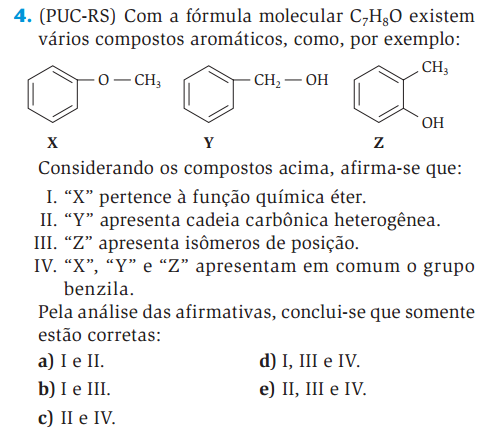 4. (PUC-RS) Com a fórmula molecular C₇H₈O existem
vários compostos aromáticos, como, por exemplo:
O — CH₃
CH₂ — OH
CH₃
OH
X
Y
Z
Considerando os compostos acima, afirma-se que:
I. “X” pertence à função química éter.
II. “Y” apresenta cadeia carbônica heterogênea.
III. “Z” apresenta isômeros de posição.
IV. “X”, “Y” e “Z” apresentam em comum o grupo
benzila.
Pela análise das afirmativas, conclui-se que somente
estão corretas:
a) I e II.
b) I e III.
c) II e IV.
d) I, III e IV.
e) II, III e IV.